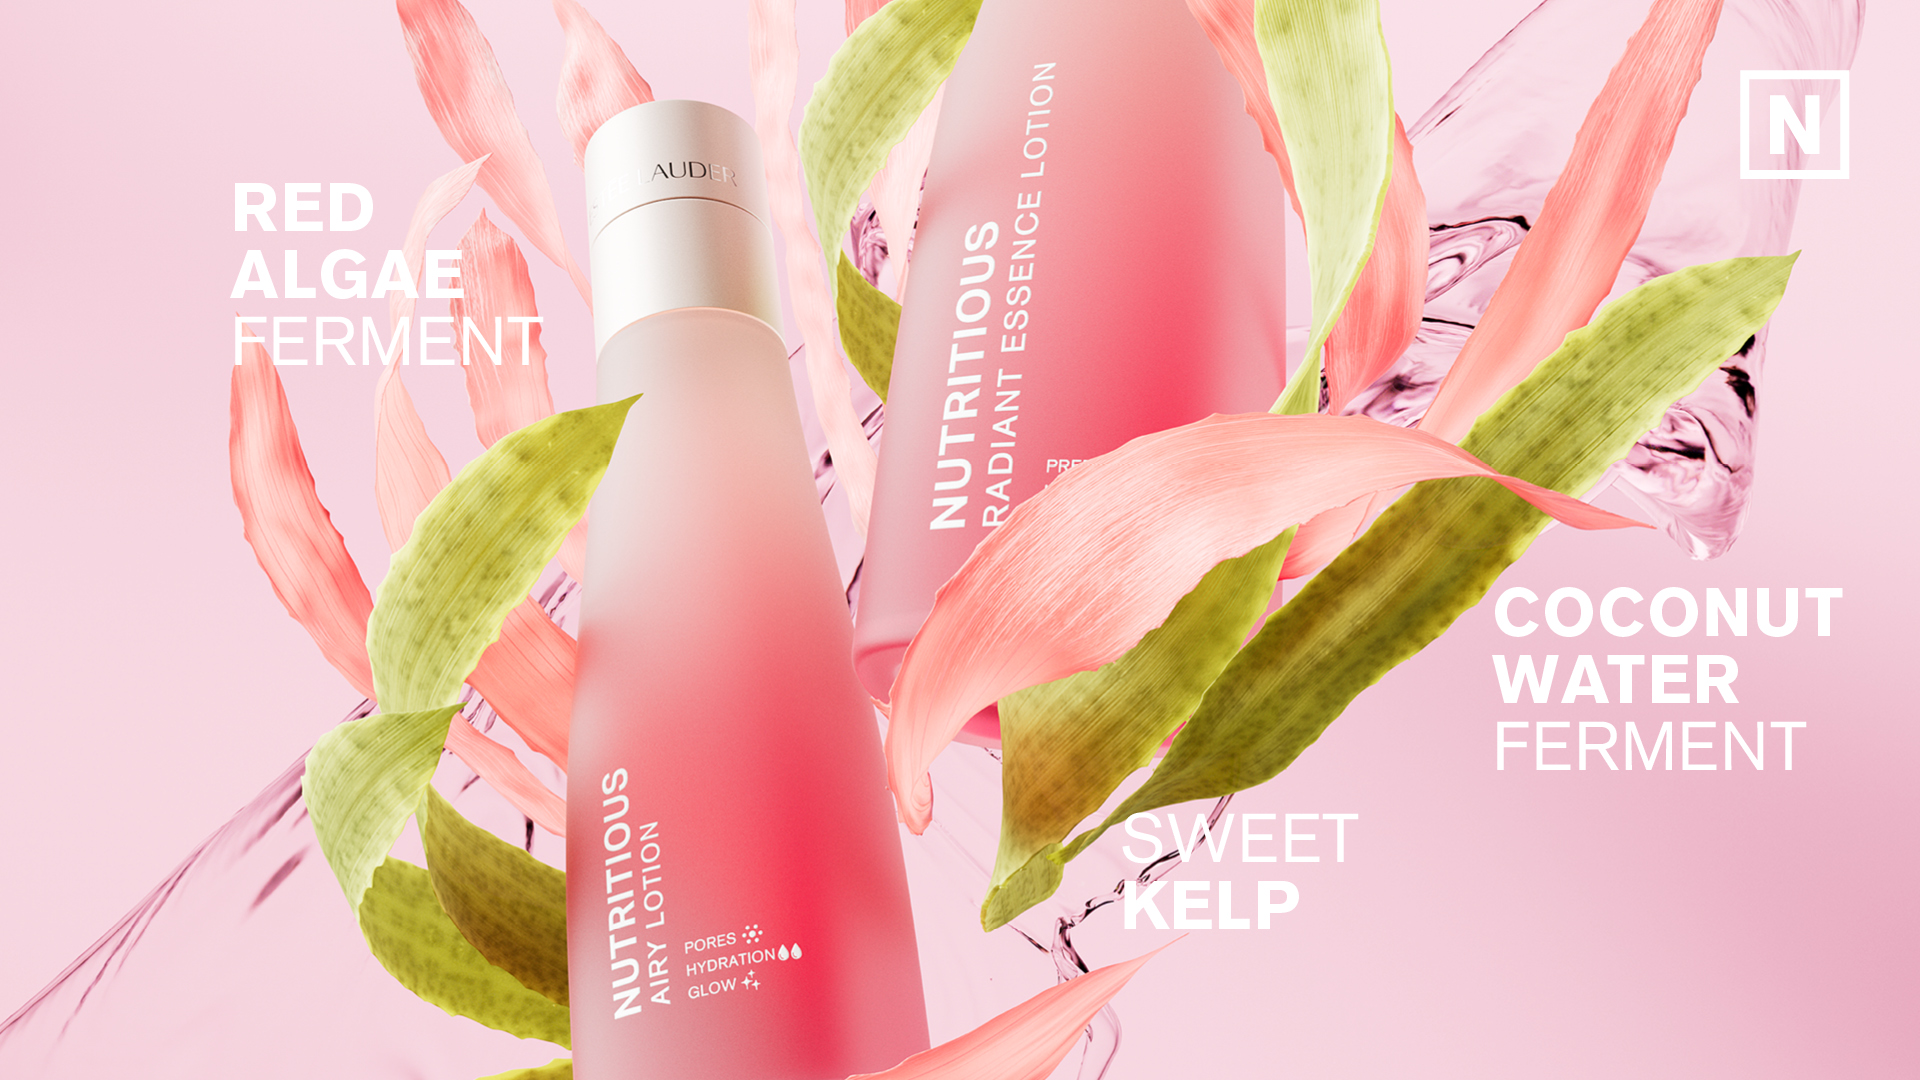 RED
ALGAE
FERMENT
LAUDER
NUTRITIOUS
RADIANT ESSENCE LOTION
N
NUTRITIOUS
AIRY LOTION
PORES
HYDRATION
GLOW
COCONUT
WATER
FERMENT
SWEET
KELP